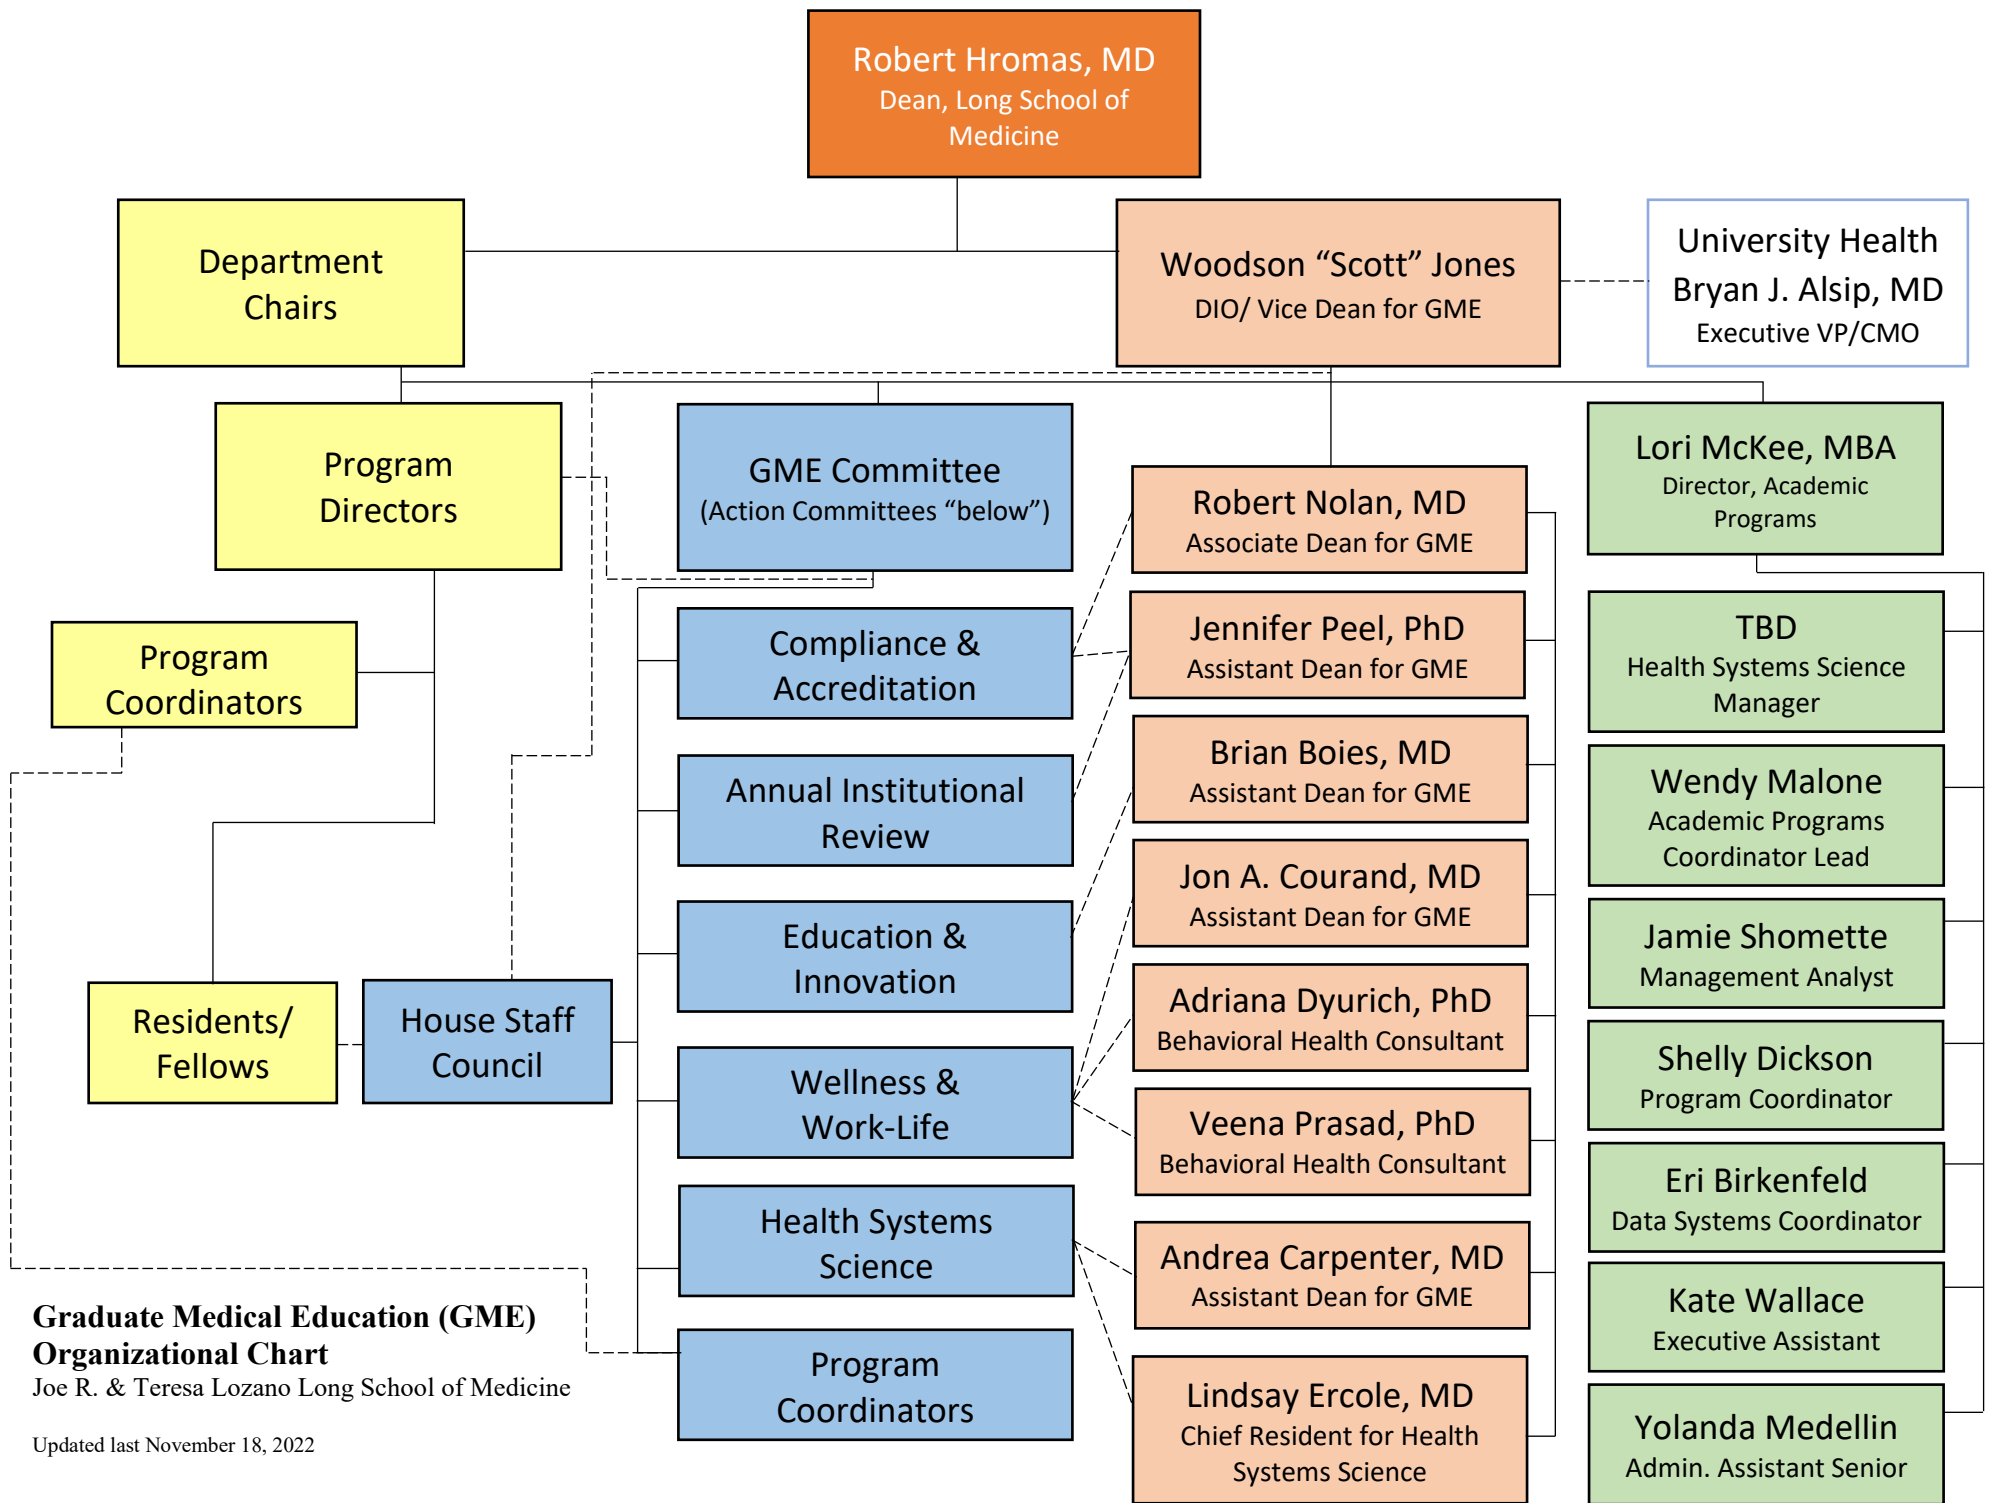 Robert Hromas, MD
Dean, Long School of
Medicine
Department
Chairs
Woodson “Scott” Jones
DIO/ Vice Dean for GME
University Health
Bryan J. Alsip, MD
Executive VP/CMO
Program
Directors
GME Committee
(Action Committees “below”)
Robert Nolan, MD
Associate Dean for GME
Lori McKee, MBA
Director, Academic
Programs
Program
Coordinators
Compliance &
Accreditation
Jennifer Peel, PhD
Assistant Dean for GME
TBD
Health Systems Science
Manager
Annual Institutional
Review
Brian Boies, MD
Assistant Dean for GME
Wendy Malone
Academic Programs
Coordinator Lead
Education &
Innovation
Jon A. Courand, MD
Assistant Dean for GME
Jamie Shomette
Management Analyst
Residents/
Fellows
House Staff
Council
Adriana Dyurich, PhD
Behavioral Health Consultant
Shelly Dickson
Program Coordinator
Wellness &
Work-Life
Veena Prasad, PhD
Behavioral Health Consultant
Eri Birkenfeld
Data Systems Coordinator
Health Systems
Science
Andrea Carpenter, MD
Assistant Dean for GME
Kate Wallace
Executive Assistant
Program
Coordinators
Lindsay Ercole, MD
Chief Resident for Health
Systems Science
Yolanda Medellin
Admin. Assistant Senior
Graduate Medical Education (GME)
Organizational Chart
Joe R. & Teresa Lozano Long School of Medicine
Updated last November 18, 2022